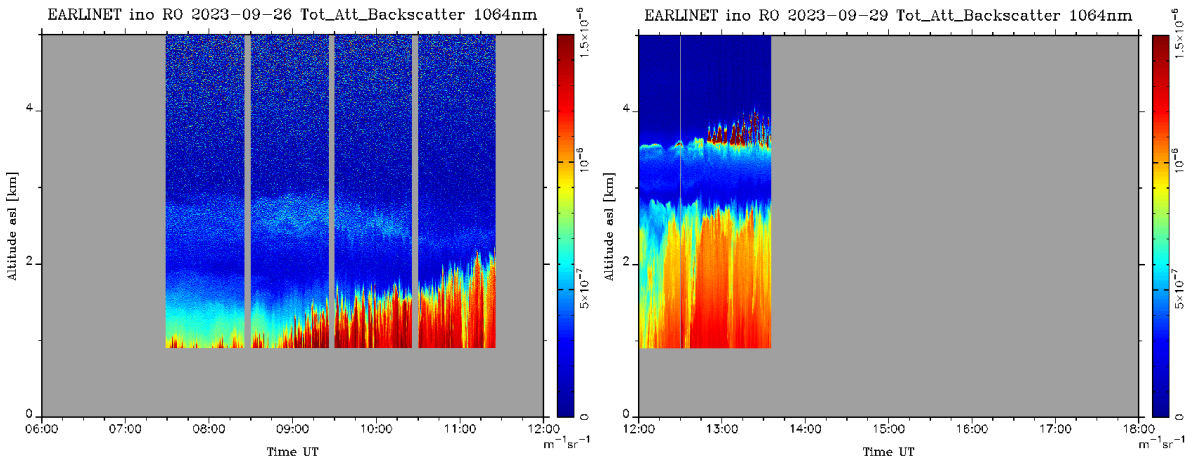 EARLINET ino RO 2023-09-26 Tot_Att_Backscatter 1064nm
Altitude asl [km]
4
2
0
06:00 07:00 08:00 09:00 10:00 11:00 12:00
Time UT
1.5×10⁻⁶
10⁻⁶
5×10⁻⁷
0
m⁻¹sr⁻¹
EARLINET ino RO 2023-09-29 Tot_Att_Backscatter 1064nm
Altitude asl [km]
4
2
0
12:00 13:00 14:00 15:00 16:00 17:00 18:00
Time UT
1.5×10⁻⁶
10⁻⁶
5×10⁻⁷
0
m⁻¹sr⁻¹